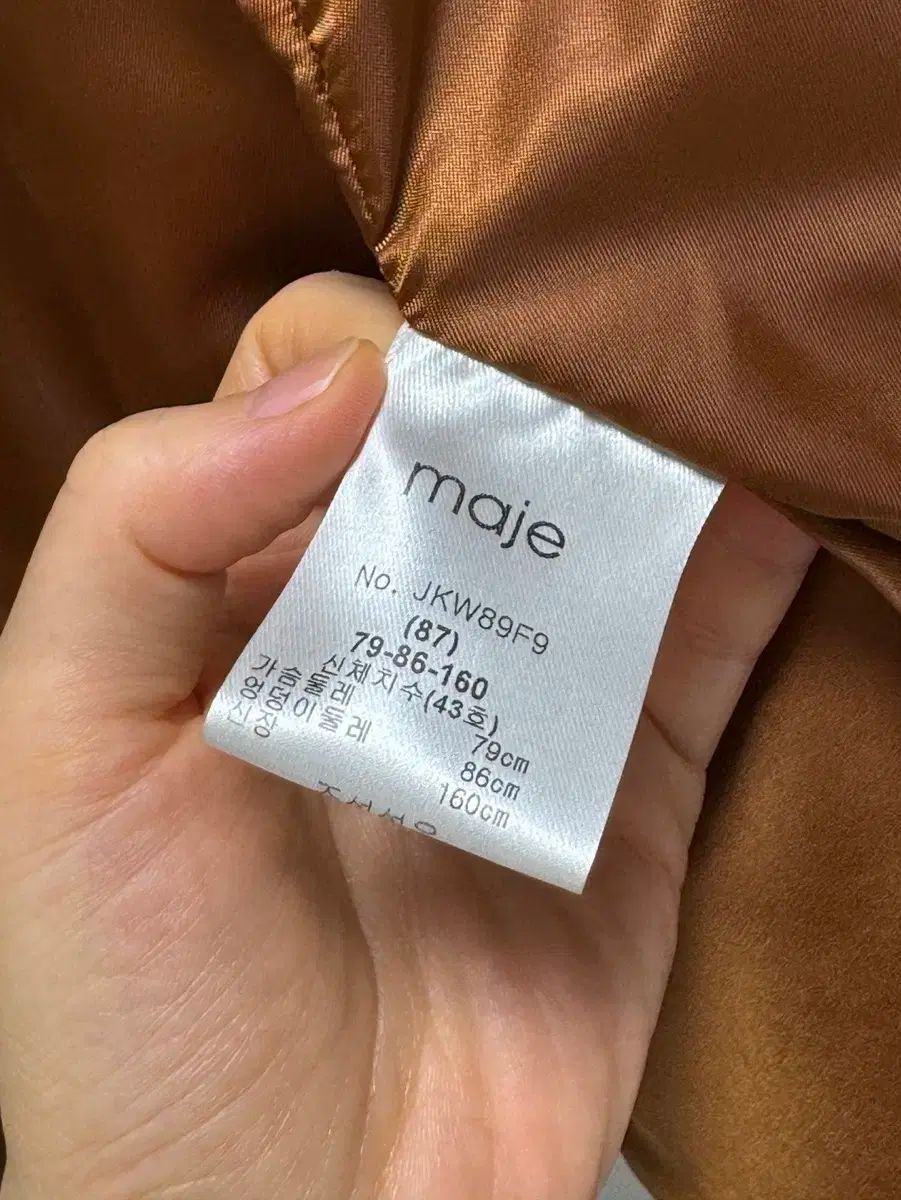 maje
No. JKW89F9
(87)
79-86-160
신체치수(43호)
가슴둘레 79cm
엉덩이둘레 86cm
신장 160cm